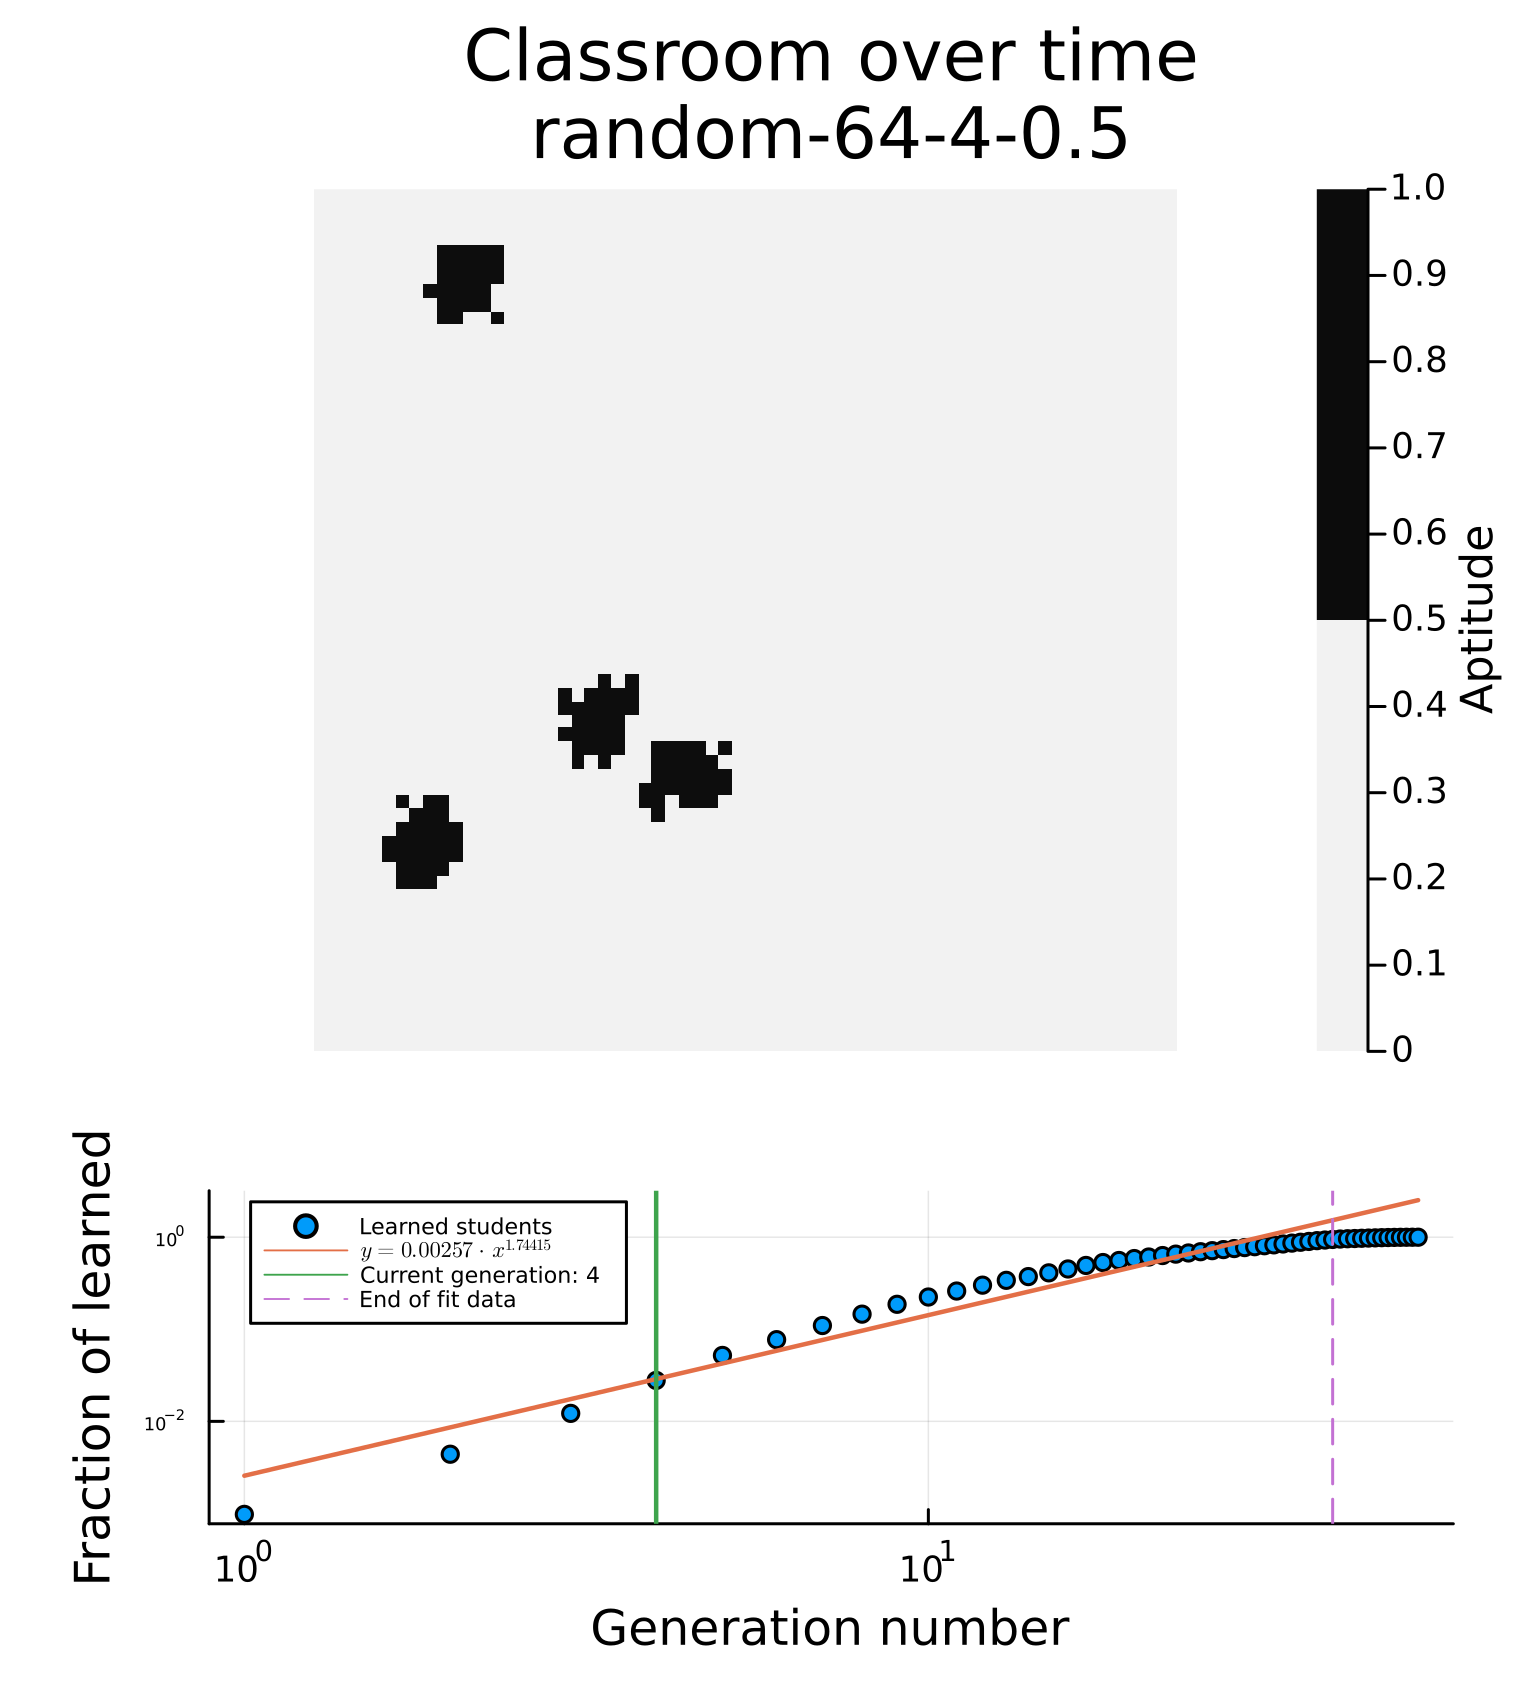 Classroom over time
random-64-4-0.5
1.0
0.9
0.8
0.7
0.6
0.5
0.4
0.3
0.2
0.1
0
Aptitude
Fraction of learned
10⁰
10⁻²
Learned students
y = 0.00257 · x^1.74415
Current generation: 4
End of fit data
10⁰
10¹
Generation number